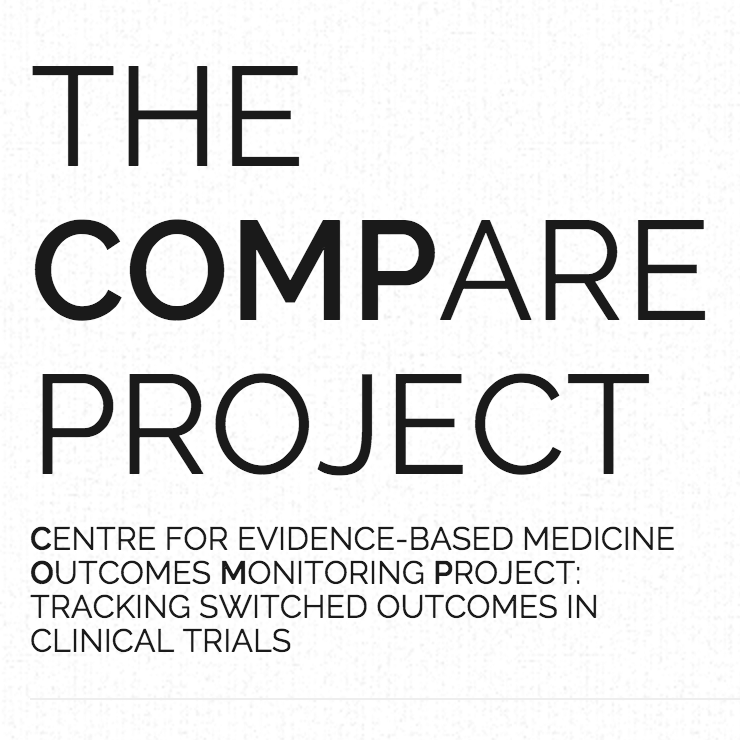 THE
COMPARE
PROJECT
CENTRE FOR EVIDENCE-BASED MEDICINE
OUTCOMES MONITORING PROJECT:
TRACKING SWITCHED OUTCOMES IN
CLINICAL TRIALS